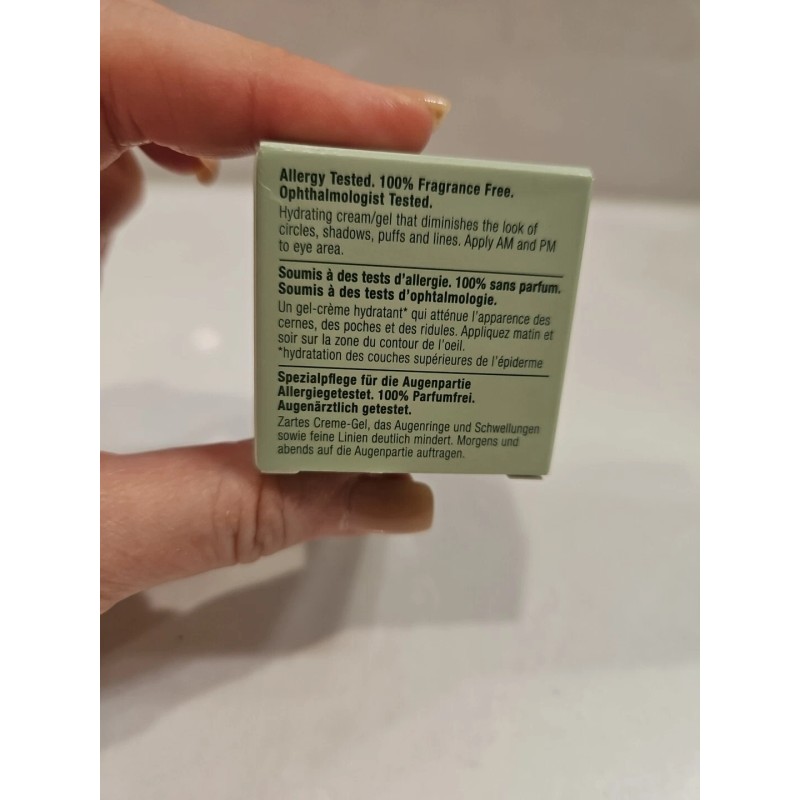 Allergy Tested. 100% Fragrance Free.
Ophthalmologist Tested.
Hydrating cream/gel that diminishes the look of
circles, shadows, puffs and lines. Apply AM and PM
to eye area.
Soumis à des tests d'allergie. 100% sans parfum.
Soumis à des tests d'ophtalmologie.
Un gel-crème hydratant* qui atténue l'apparence des
cernes, des poches et des ridules. Appliquez matin et
soir sur la zone du contour de l'oeil.
*hydratation des couches supérieures de l'épiderme
Spezialpflege für die Augenpartie
Allergiegetestet. 100% Parfumfrei.
Augenärztlich getestet.
Zartes Creme-Gel, das Augenringe und Schwellungen
sowie feine Linien deutlich mindert. Morgens und
abends auf die Augenpartie auftragen.